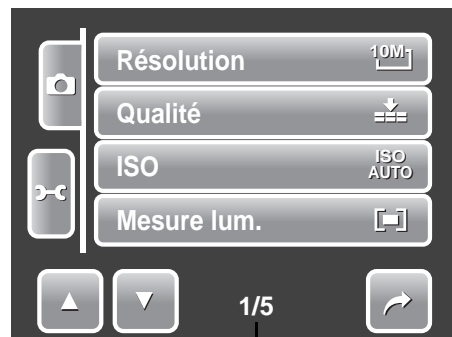 Résolution 10M
Qualité
ISO ISO AUTO
Mesure lum.
1/5